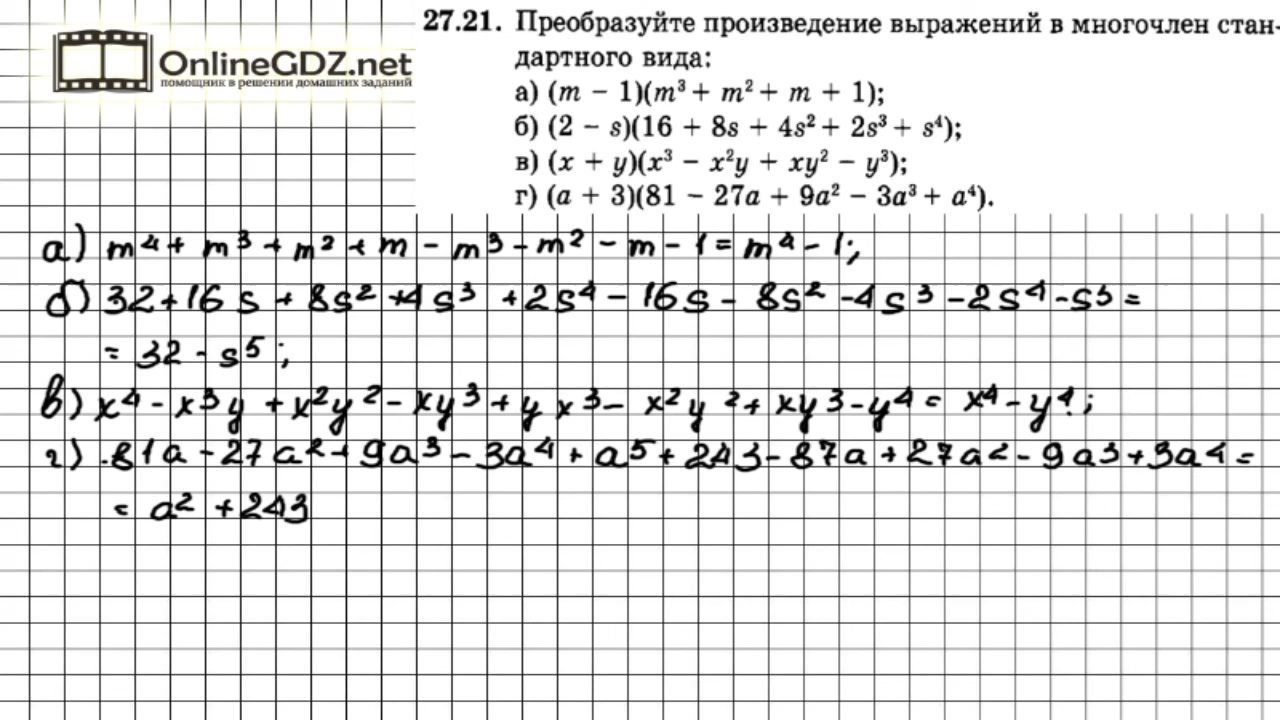 OnlineGDZ.net
помощник в решении домашних заданий
27.21. Преобразуйте произведение выражений в многочлен стан-
дартного вида:
а) (m − 1)(m³ + m² + m + 1);
б) (2 − s)(16 + 8s + 4s² + 2s³ + s⁴);
в) (x + y)(x³ − x²y + xy² − y³);
г) (a + 3)(81 − 27a + 9a² − 3a³ + a⁴).
а) m⁴ + m³ + m² + m − m³ − m² − m − 1 = m⁴ − 1;
б) 32 + 16s + 8s² + 4s³ + 2s⁴ − 16s − 8s² − 4s³ − 2s⁴ − s⁵ =
= 32 − s⁵;
в) x⁴ − x³y + x²y² − xy³ + yx³ − x²y² + xy³ − y⁴ = x⁴ − y⁴;
г) 81a − 27a² + 9a³ − 3a⁴ + a⁵ + 243 − 87a + 27a² − 9a³ + 3a⁴ =
= a² + 243